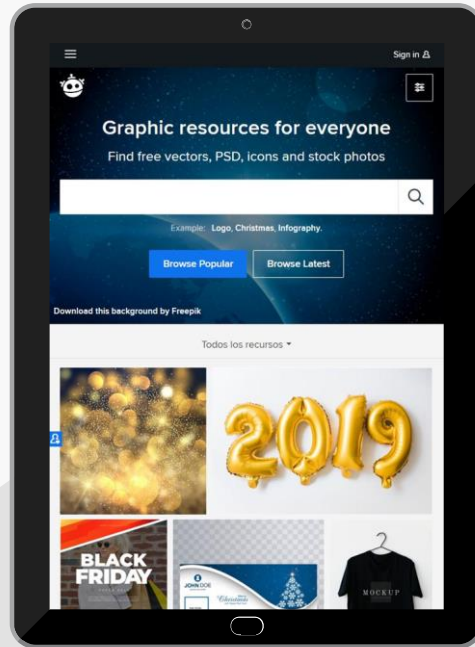 Sign in
Graphic resources for everyone
Find free vectors, PSD, icons and stock photos
Example: Logo, Christmas, Infography.
Browse Popular
Browse Latest
Download this background by Freepik
Todos los recursos
2019
BLACK
FRIDAY
JOHN DOE
Christmas
MOCKUP